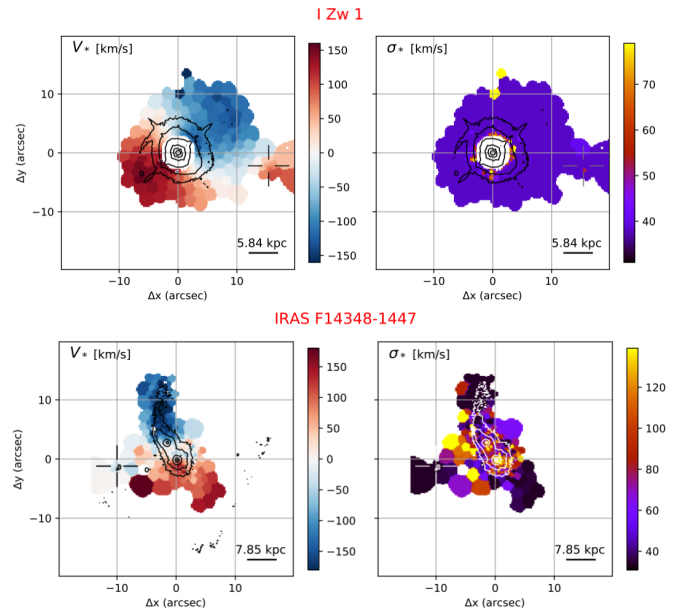 I Zw 1
V* [km/s]
σ* [km/s]
10
0
−10
Δy (arcsec)
5.84 kpc
−10
0
10
Δx (arcsec)
150
100
50
0
−50
−100
−150
5.84 kpc
−10
0
10
Δx (arcsec)
70
60
50
40
IRAS F14348-1447
V* [km/s]
σ* [km/s]
10
0
−10
Δy (arcsec)
7.85 kpc
−10
0
10
Δx (arcsec)
150
100
50
0
−50
−100
−150
7.85 kpc
−10
0
10
Δx (arcsec)
120
100
80
60
40